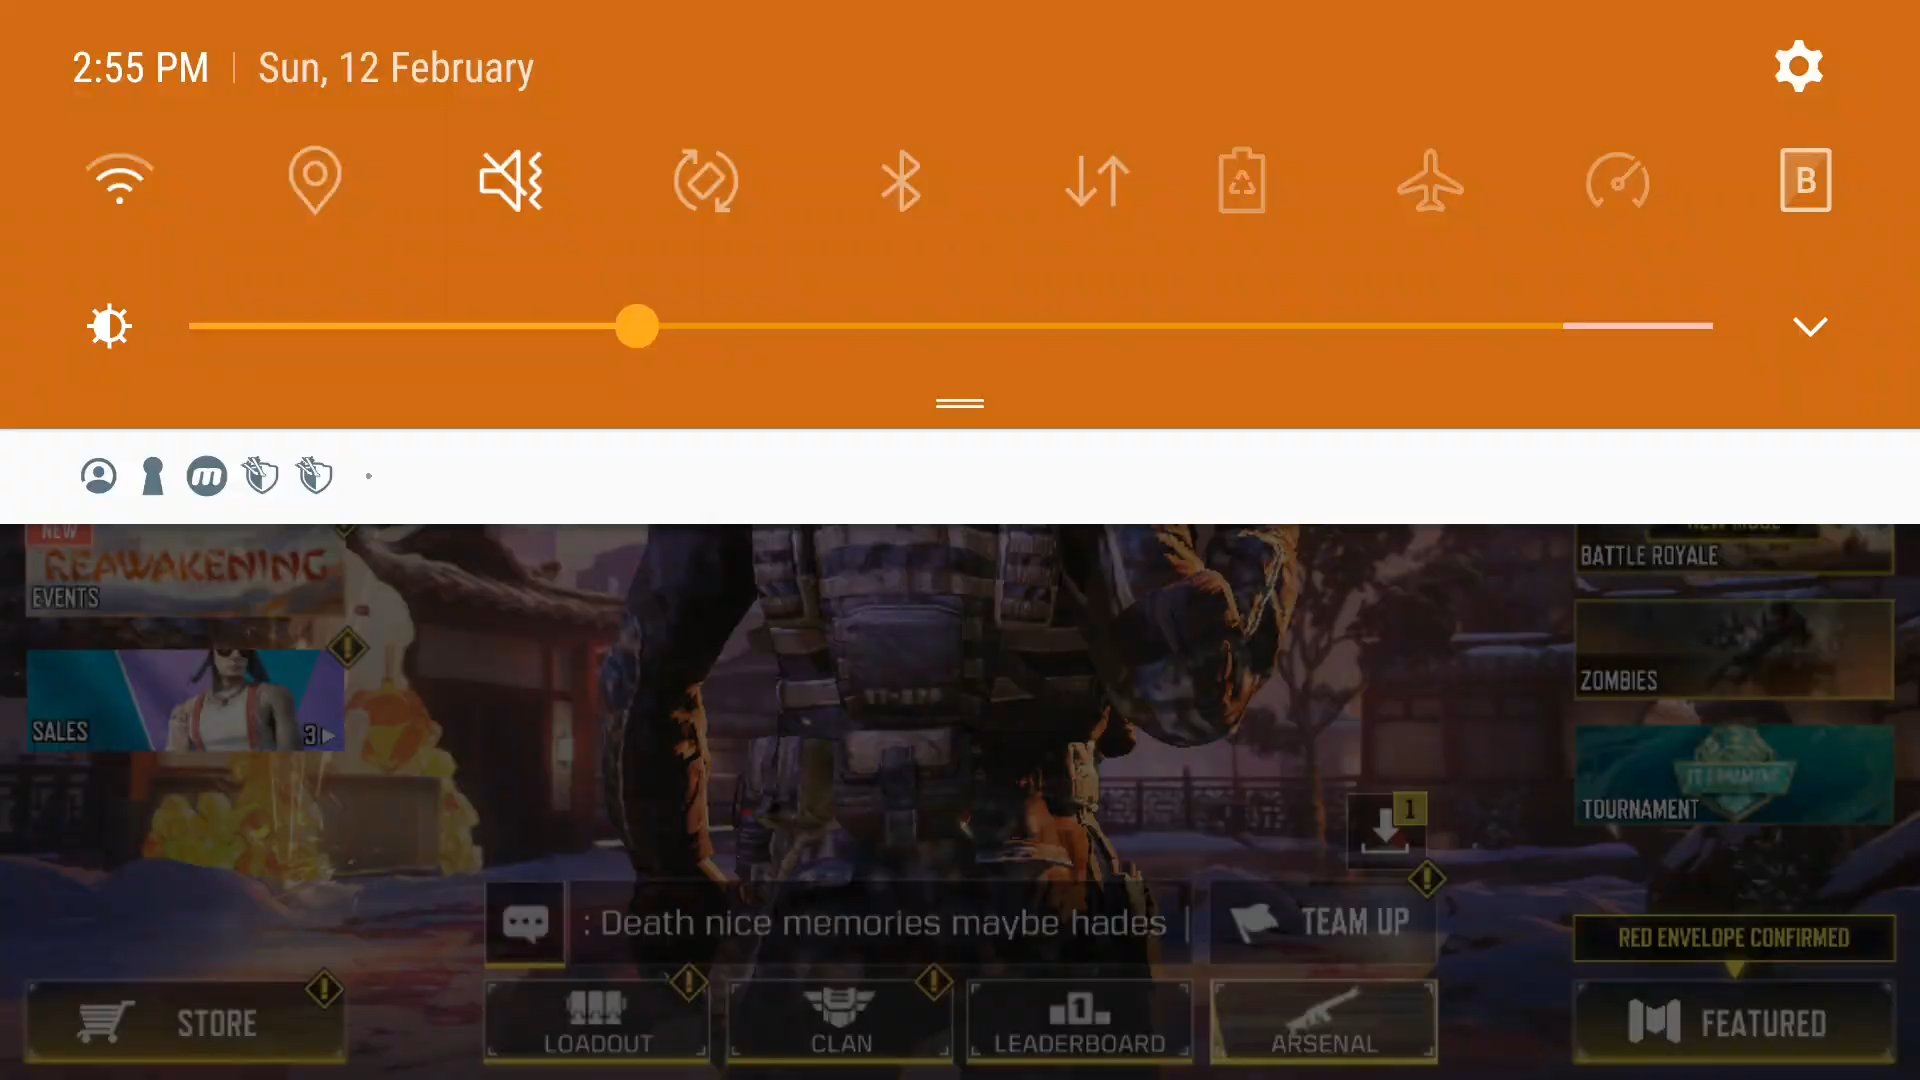 2:55 PM | Sun, 12 February
B
m
NEW
REAWAKENING
EVENTS
BATTLE ROYALE
ZOMBIES
SALES
3
TOURNAMENT
1
: Death nice memories maybe hades |
TEAM UP
RED ENVELOPE CONFIRMED
STORE
LOADOUT
CLAN
1
LEADERBOARD
ARSENAL
FEATURED